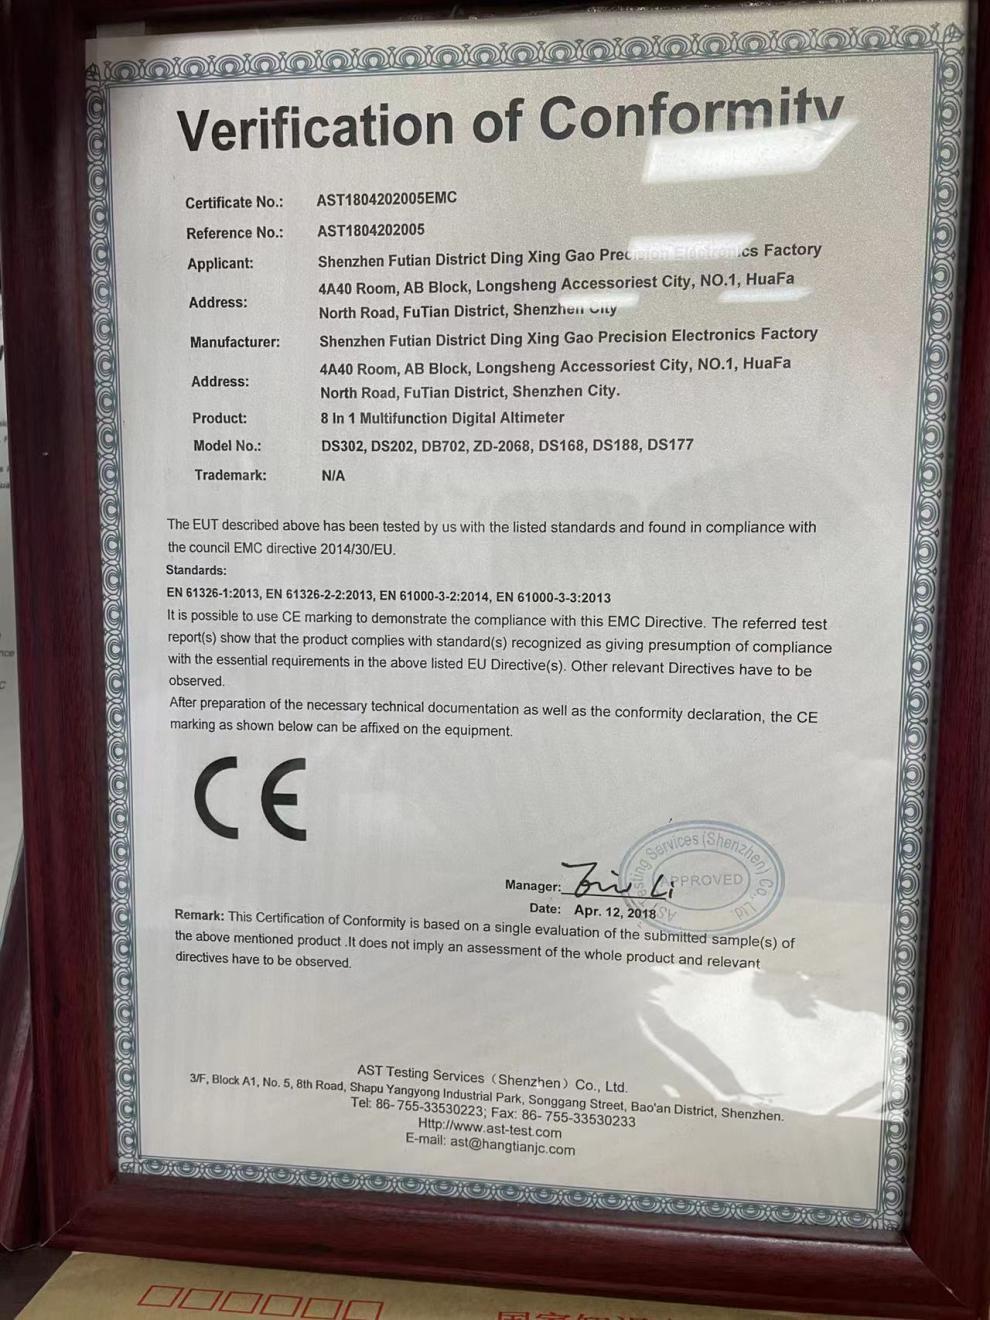 Verification of Conformity
Certificate No.: AST1804202005EMC
Reference No.: AST1804202005
Applicant: Shenzhen Futian District Ding Xing Gao Precision Electronics Factory
Address: 4A40 Room, AB Block, Longsheng Accessoriest City, NO.1, HuaFa
North Road, FuTian District, Shenzhen City
Manufacturer: Shenzhen Futian District Ding Xing Gao Precision Electronics Factory
Address: 4A40 Room, AB Block, Longsheng Accessoriest City, NO.1, HuaFa
North Road, FuTian District, Shenzhen City.
Product: 8 In 1 Multifunction Digital Altimeter
Model No.: DS302, DS202, DB702, ZD-2068, DS168, DS188, DS177
Trademark: N/A
The EUT described above has been tested by us with the listed standards and found in compliance with
the council EMC directive 2014/30/EU.
Standards:
EN 61326-1:2013, EN 61326-2-2:2013, EN 61000-3-2:2014, EN 61000-3-3:2013
It is possible to use CE marking to demonstrate the compliance with this EMC Directive. The referred test
report(s) show that the product complies with standard(s) recognized as giving presumption of compliance
with the essential requirements in the above listed EU Directive(s). Other relevant Directives have to be
observed.
After preparation of the necessary technical documentation as well as the conformity declaration, the CE
marking as shown below can be affixed on the equipment.
CE
Testing Services (Shenzhen) Co., Ltd.
APPROVED
Manager:
Date: Apr. 12, 2018
Remark: This Certification of Conformity is based on a single evaluation of the submitted sample(s) of
the above mentioned product .It does not imply an assessment of the whole product and relevant
directives have to be observed.
AST Testing Services（Shenzhen）Co., Ltd.
3/F, Block A1, No. 5, 8th Road, Shapu Yangyong Industrial Park, Songgang Street, Bao'an District, Shenzhen.
Tel: 86- 755-33530223; Fax: 86- 755-33530233
Http://www.ast-test.com
E-mail: ast@hangtianjc.com